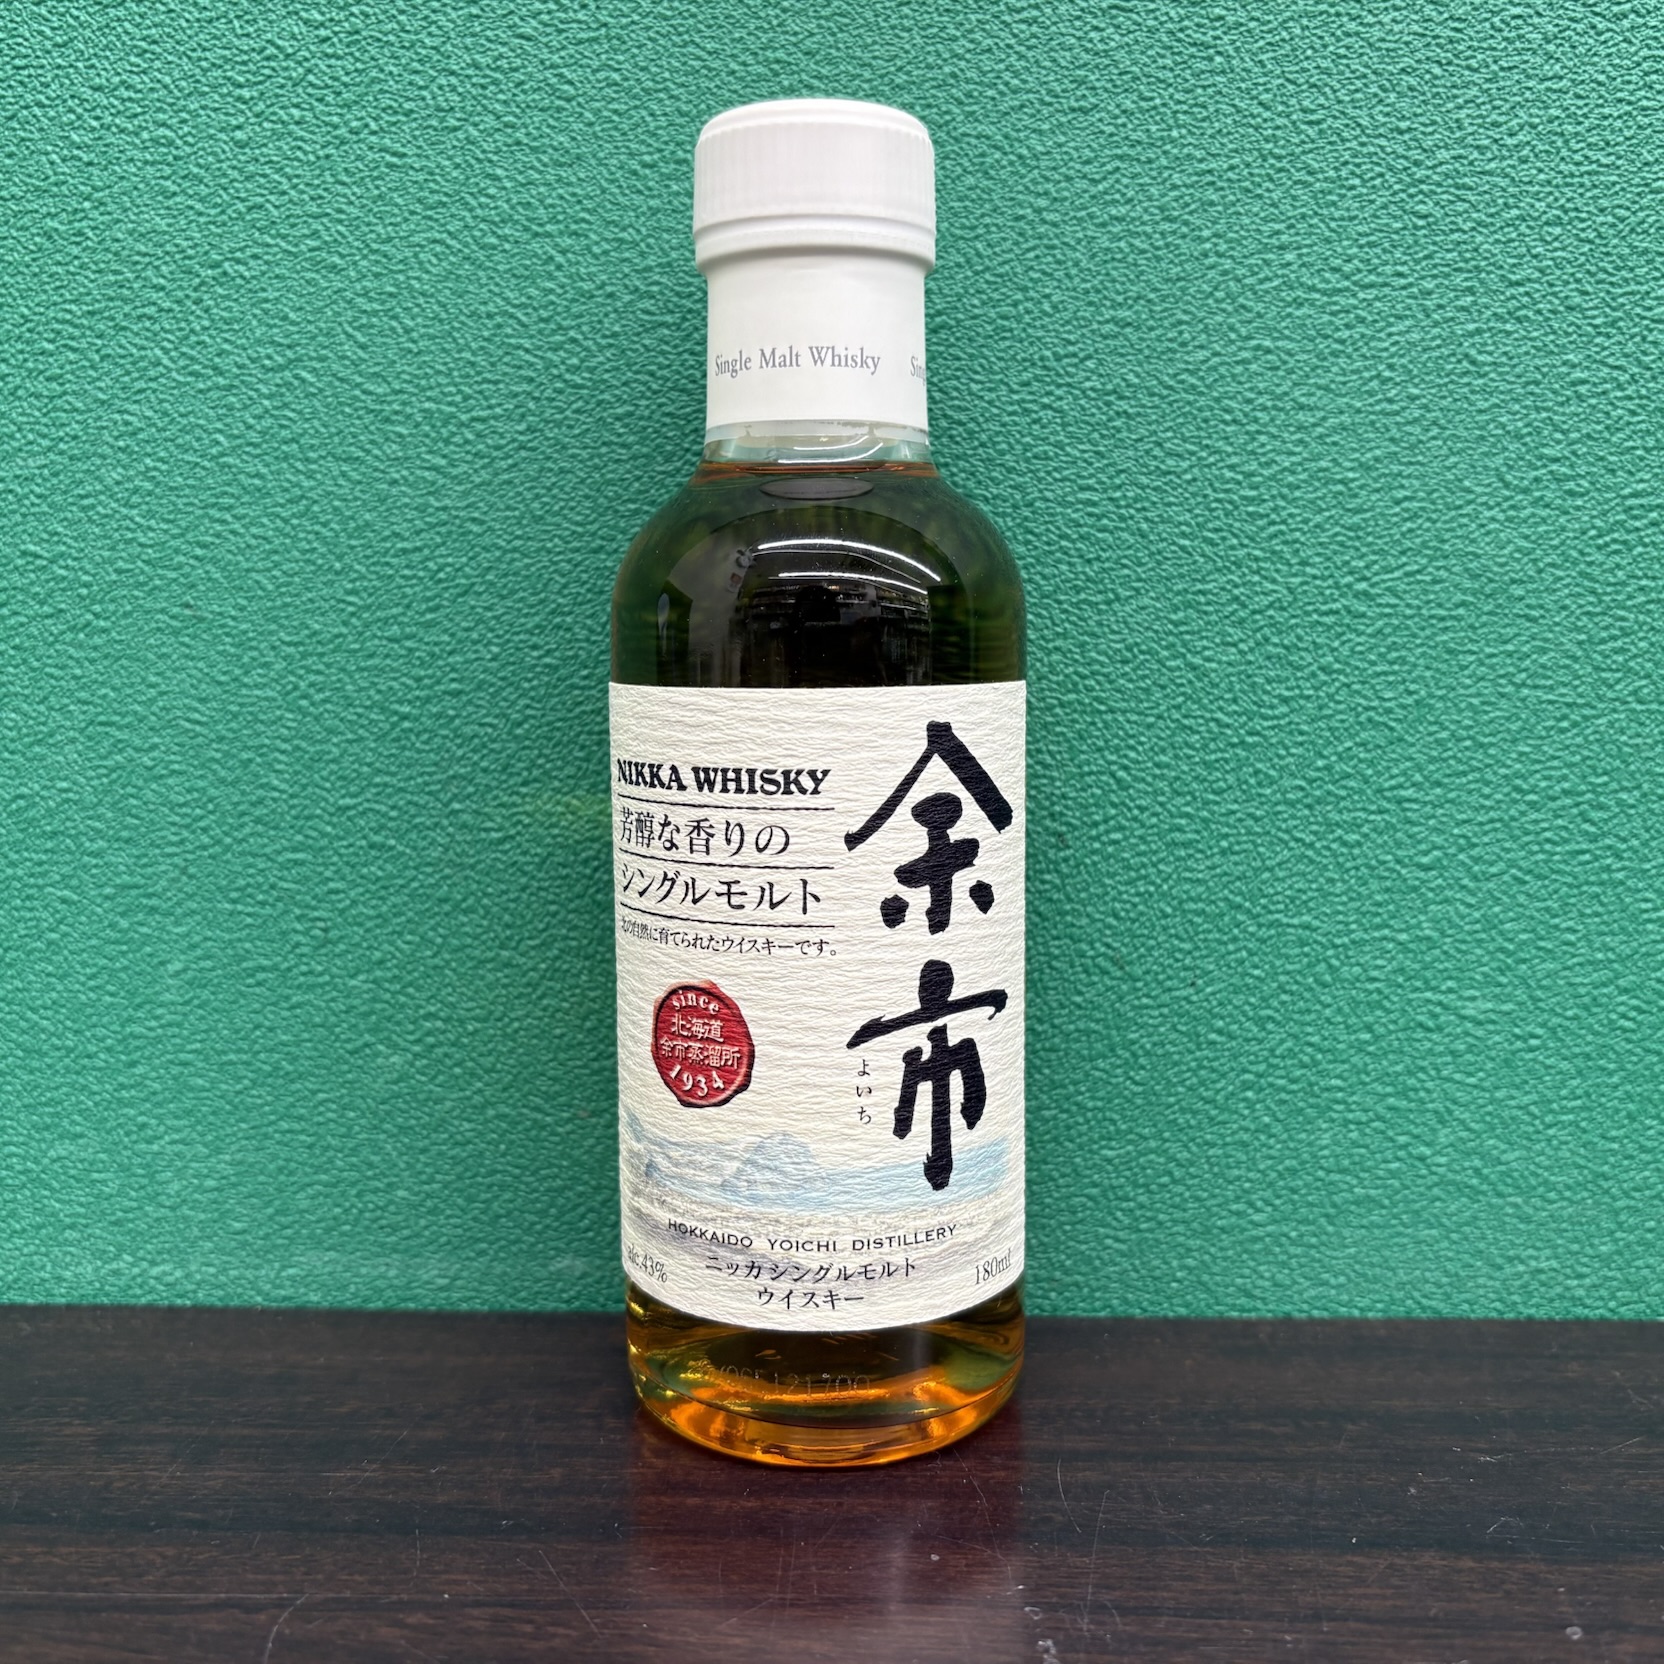 Single Malt Whisky
NIKKA WHISKY
芳醇な香りの
シングルモルト
北の自然に育てられたウイスキーです。
余市
よいち
since
北海道
余市蒸溜所
1934
HOKKAIDO YOICHI DISTILLERY
alc.43%
ニッカシングルモルト
ウイスキー
180ml